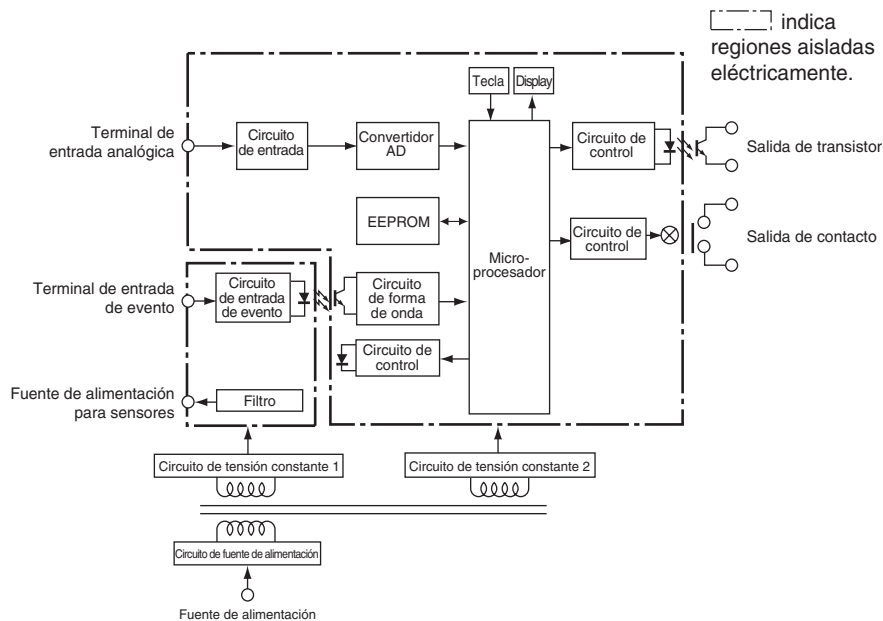 indica
regiones aisladas
eléctricamente.
Tecla
Display
Terminal de
entrada analógica
Circuito
de entrada
Convertidor
AD
Circuito de
control
Salida de transistor
EEPROM
Micro-
procesador
Circuito de
control
Salida de contacto
Terminal de entrada
de evento
Circuito
de entrada
de evento
Circuito
de forma
de onda
Circuito de
control
Fuente de alimentación
para sensores
Filtro
Circuito de tensión constante 1
Circuito de tensión constante 2
Circuito de fuente de alimentación
Fuente de alimentación